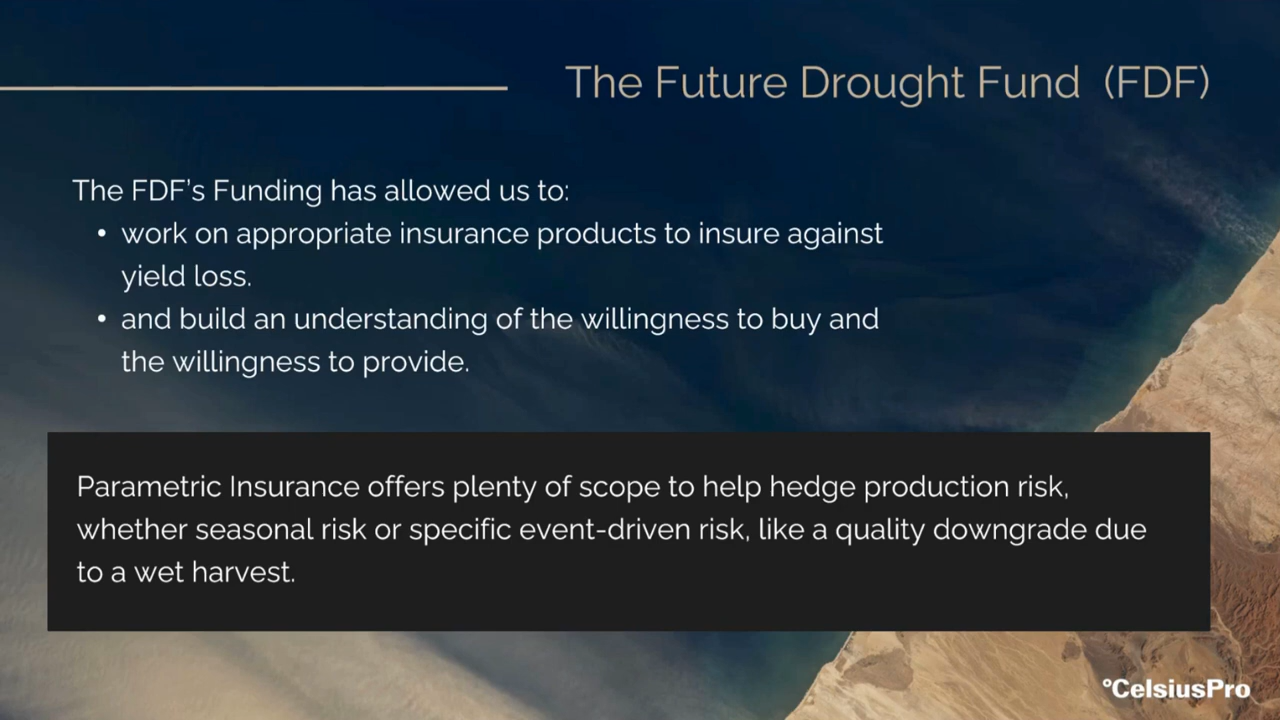 The Future Drought Fund (FDF)
The FDF's Funding has allowed us to:
• work on appropriate insurance products to insure against
yield loss.
• and build an understanding of the willingness to buy and
the willingness to provide.
Parametric Insurance offers plenty of scope to help hedge production risk,
whether seasonal risk or specific event-driven risk, like a quality downgrade due
to a wet harvest.
°CelsiusPro